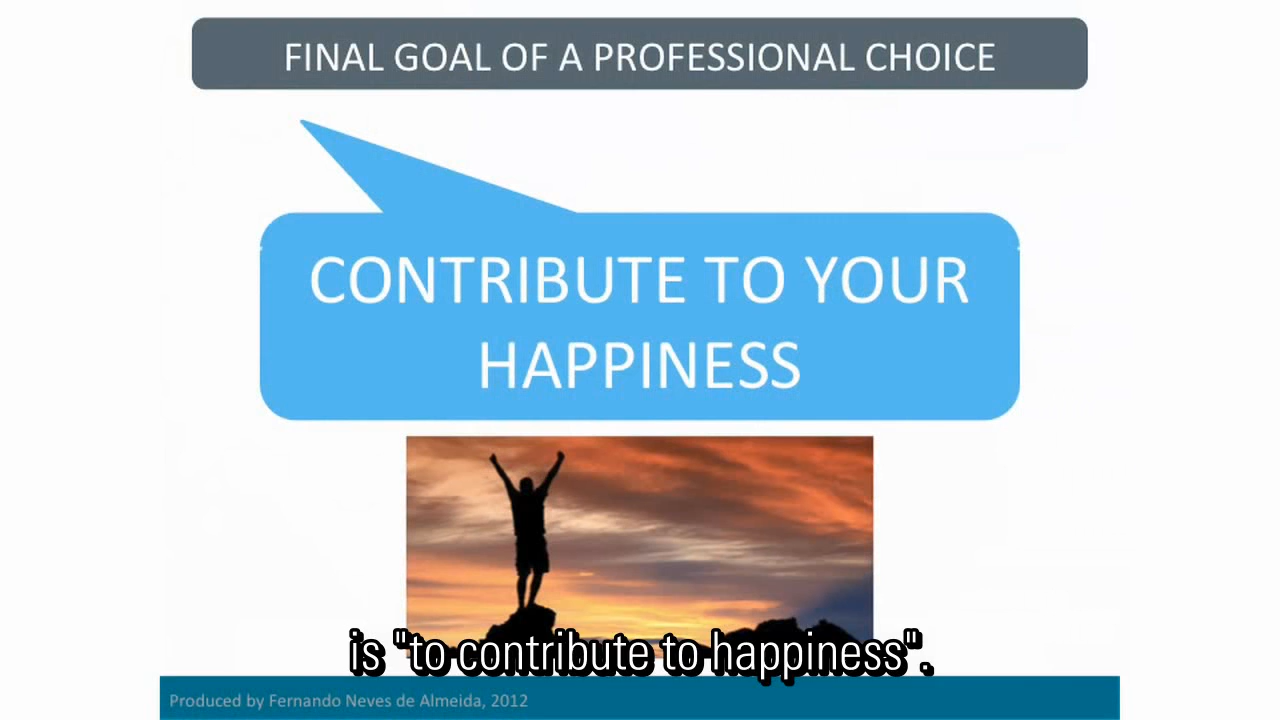 FINAL GOAL OF A PROFESSIONAL CHOICE
CONTRIBUTE TO YOUR
HAPPINESS
is "to contribute to happiness".
Produced by Fernando Neves de Almeida, 2012